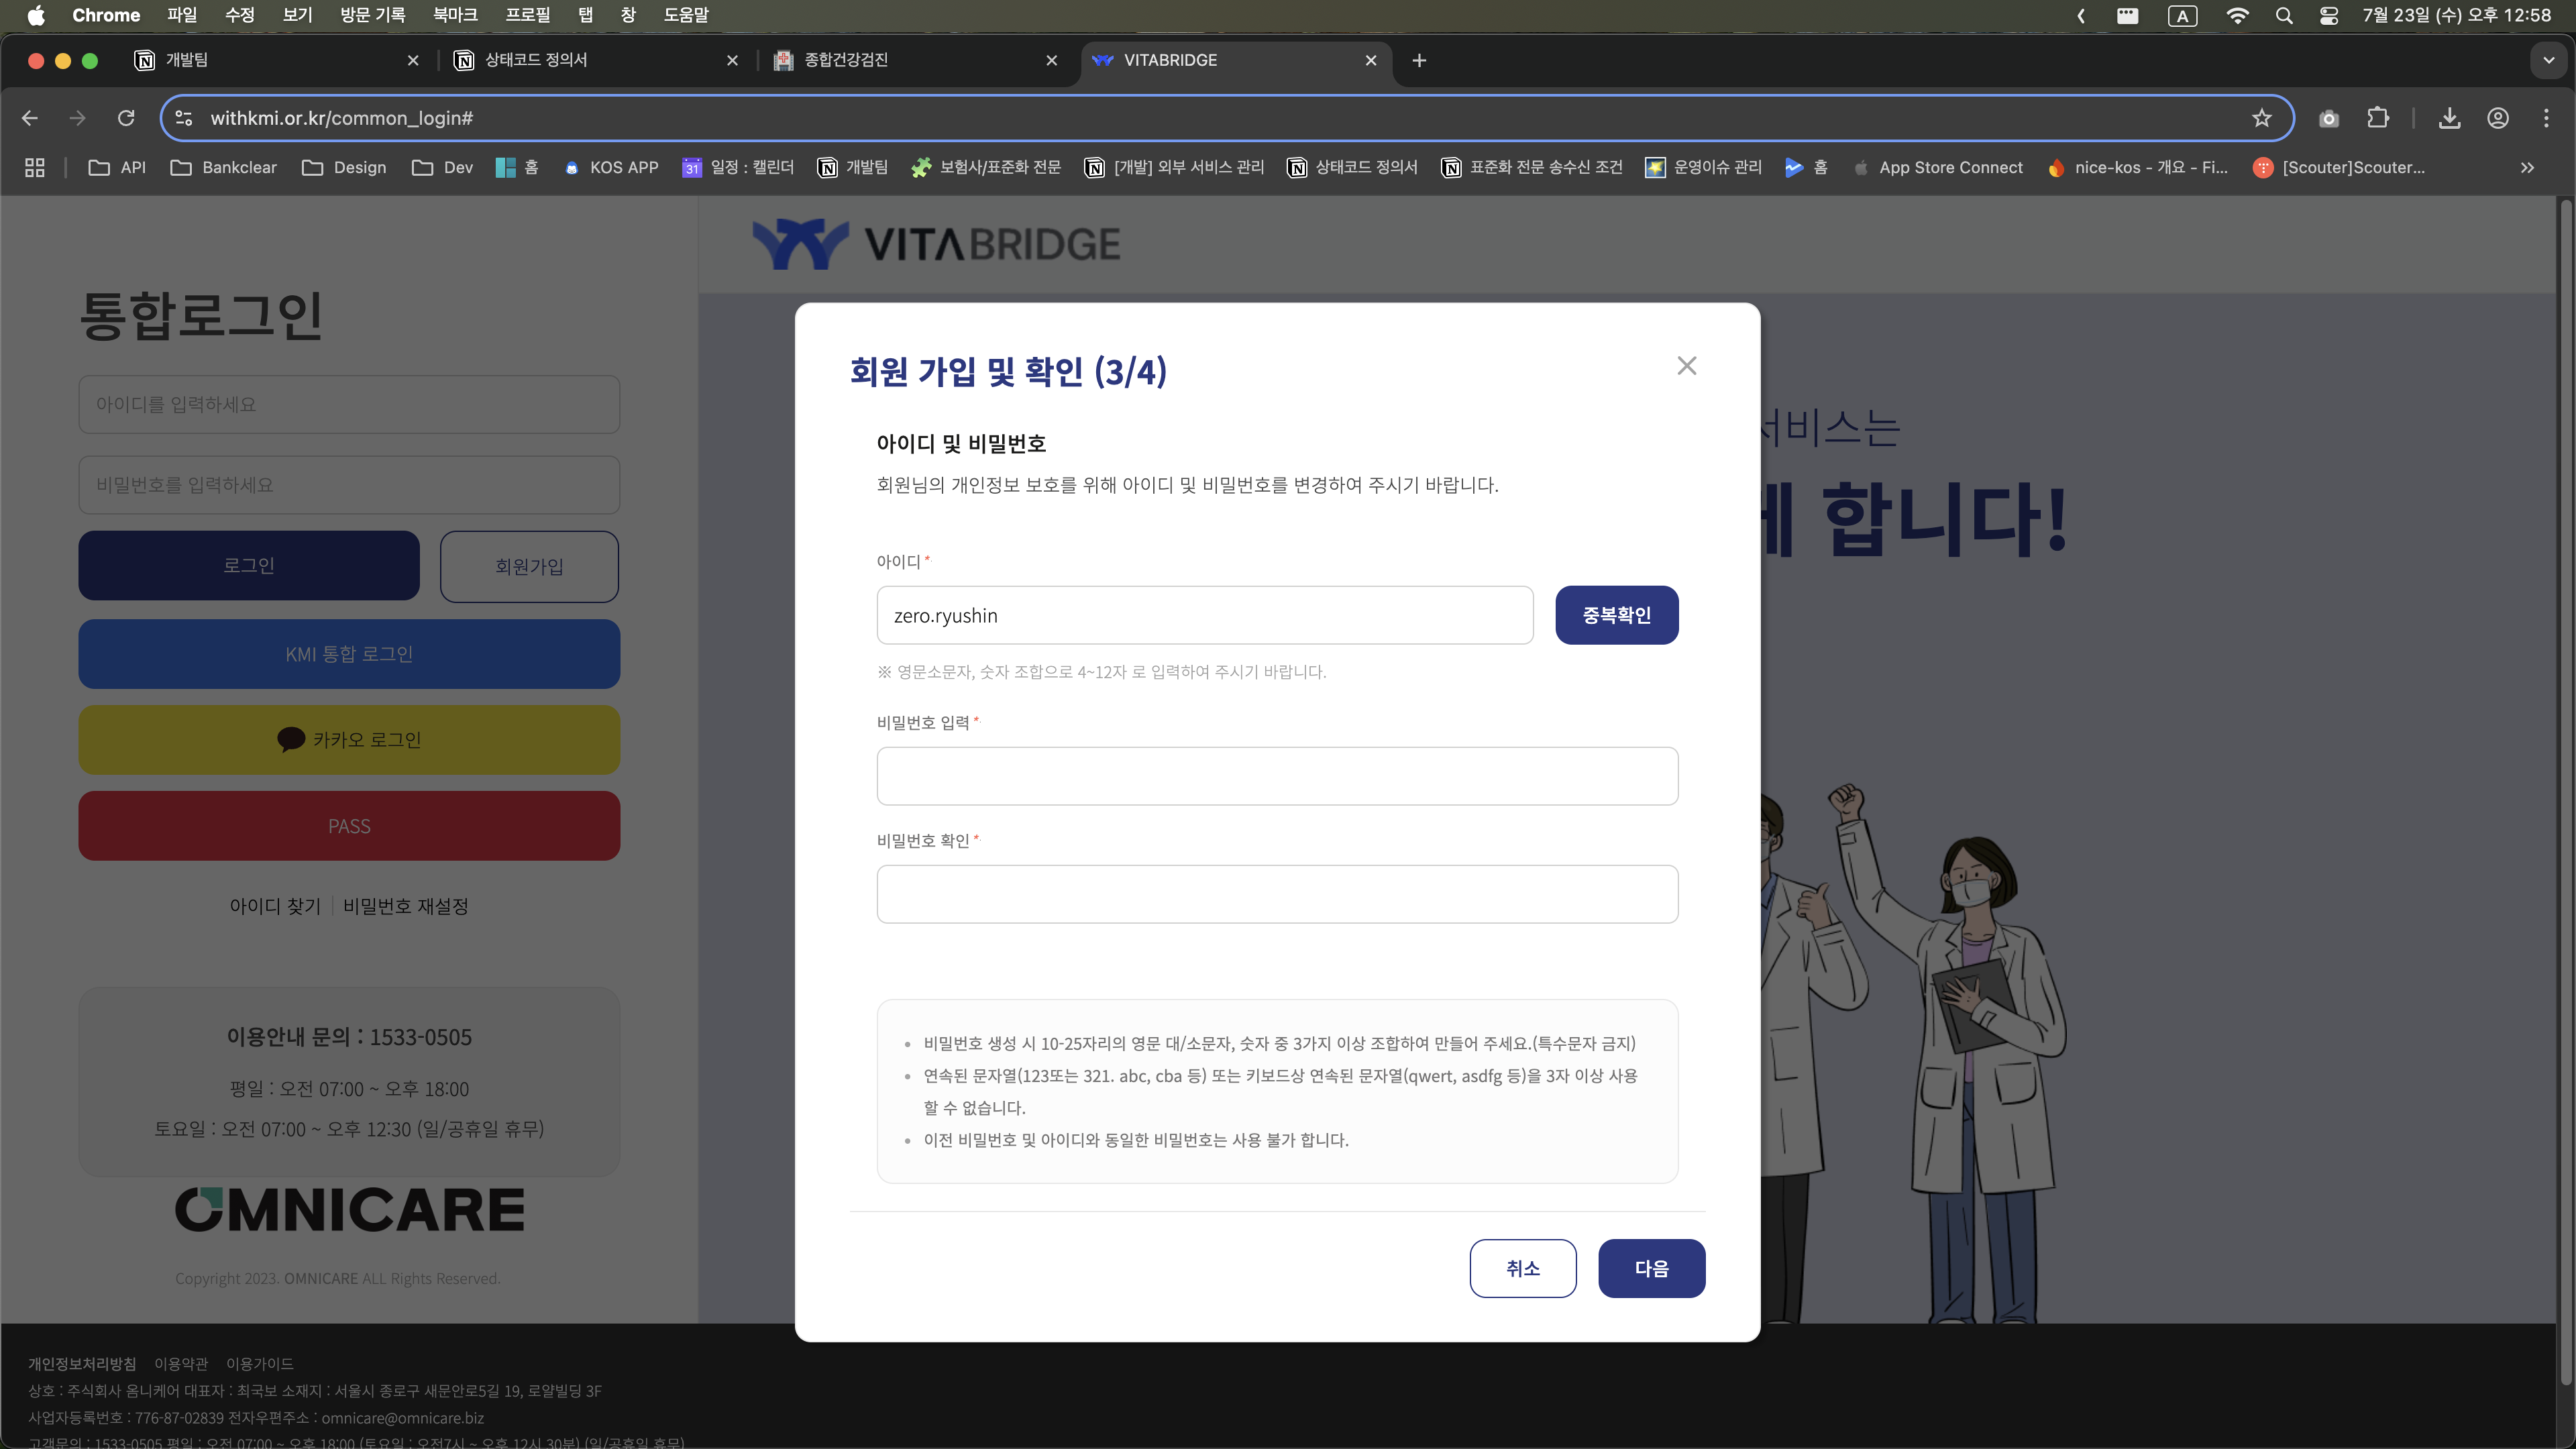 Chrome 파일 수정 보기 방문 기록 북마크 프로필 탭 창 도움말 A 7월 23일 (수) 오후 12:58
개발팀 상태코드 정의서 종합건강검진 VITABRIDGE
withkmi.or.kr/common_login#
API Bankclear Design Dev 홈 KOS APP 31 일정 : 캘린더 개발팀 보험사/표준화 전문 [개발] 외부 서비스 관리 상태코드 정의서 표준화 전문 송수신 조건 운영이슈 관리 홈 App Store Connect nice-kos - 개요 - Fi... [Scouter]Scouter...
VITABRIDGE
통합로그인
아이디를 입력하세요
비밀번호를 입력하세요
로그인 회원가입
KMI 통합 로그인
카카오 로그인
PASS
아이디 찾기 비밀번호 재설정
이용안내 문의 : 1533-0505
평일 : 오전 07:00 ~ 오후 18:00
토요일 : 오전 07:00 ~ 오후 12:30 (일/공휴일 휴무)
OMNICARE
Copyright 2023. OMNICARE ALL Rights Reserved.
서비스는
합니다!
회원 가입 및 확인 (3/4)
아이디 및 비밀번호
회원님의 개인정보 보호를 위해 아이디 및 비밀번호를 변경하여 주시기 바랍니다.
아이디 *
zero.ryushin 중복확인
※ 영문소문자, 숫자 조합으로 4~12자 로 입력하여 주시기 바랍니다.
비밀번호 입력 *
비밀번호 확인 *
비밀번호 생성 시 10-25자리의 영문 대/소문자, 숫자 중 3가지 이상 조합하여 만들어 주세요.(특수문자 금지)
연속된 문자열(123또는 321. abc, cba 등) 또는 키보드상 연속된 문자열(qwert, asdfg 등)을 3자 이상 사용
할 수 없습니다.
이전 비밀번호 및 아이디와 동일한 비밀번호는 사용 불가 합니다.
취소 다음
개인정보처리방침 이용약관 이용가이드
상호 : 주식회사 옴니케어 대표자 : 최국보 소재지 : 서울시 종로구 새문안로5길 19, 로얄빌딩 3F
사업자등록번호 : 776-87-02839 전자우편주소 : omnicare@omnicare.biz
고객문의 : 1533-0505 평일 : 오전 07:00 ~ 오후 18:00 (토요일 : 오전7시 ~ 오후 12시 30분) (일/공휴일 휴무)